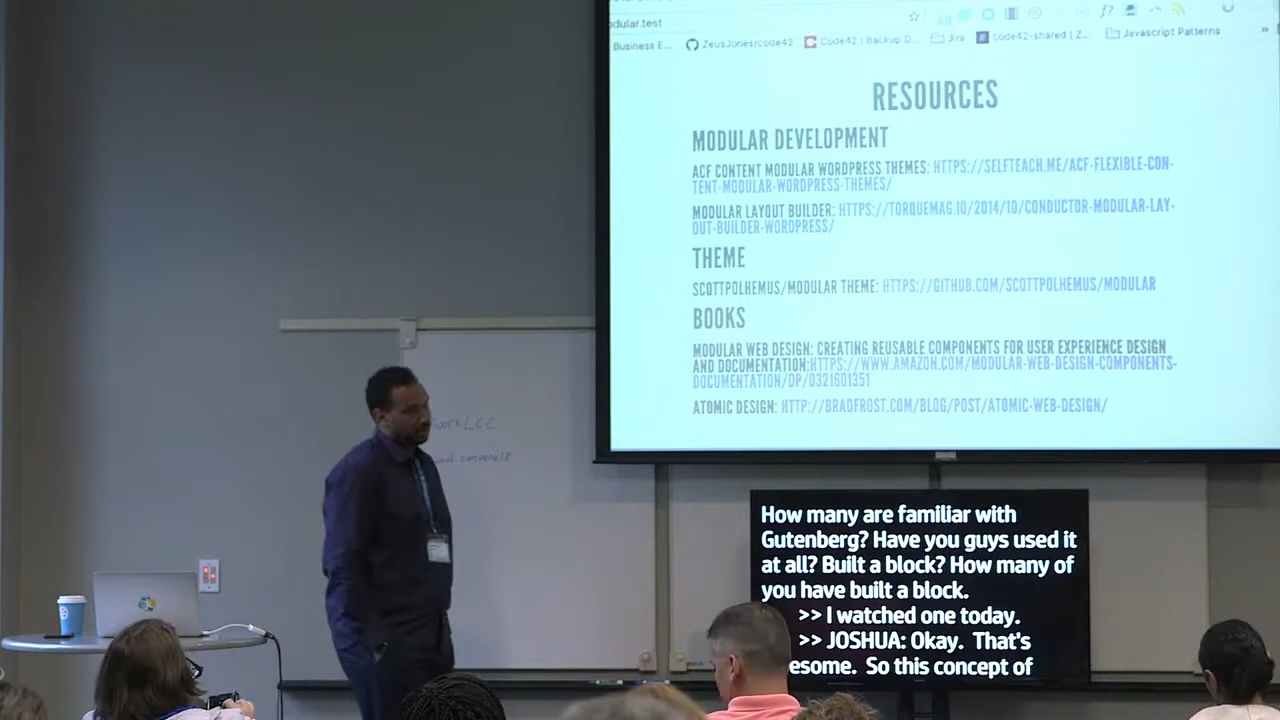 dular.test
Business E...
ZeusJones/code42
Code42 | Backup D...
Jira
code42-shared | Z...
Javascript Patterns
»
f?
RESOURCES
MODULAR DEVELOPMENT
ACF CONTENT MODULAR WORDPRESS THEMES: HTTPS://SELFTEACH.ME/ACF-FLEXIBLE-CON-
TENT-MODULAR-WORDPRESS-THEMES/
MODULAR LAYOUT BUILDER: HTTPS://TORQUEMAG.IO/2014/10/CONDUCTOR-MODULAR-LAY-
OUT-BUILDER-WORDPRESS/
THEME
SCOTTPOLHEMUS/MODULAR THEME: HTTPS://GITHUB.COM/SCOTTPOLHEMUS/MODULAR
BOOKS
MODULAR WEB DESIGN: CREATING REUSABLE COMPONENTS FOR USER EXPERIENCE DESIGN
AND DOCUMENTATION:HTTPS://WWW.AMAZON.COM/MODULAR-WEB-DESIGN-COMPONENTS-
DOCUMENTATION/DP/0321601351
ATOMIC DESIGN: HTTP://BRADFROST.COM/BLOG/POST/ATOMIC-WEB-DESIGN/
How many are familiar with
Gutenberg? Have you guys used it
at all? Built a block? How many of
you have built a block.
>> I watched one today.
>> JOSHUA: Okay. That's
esome. So this concept of